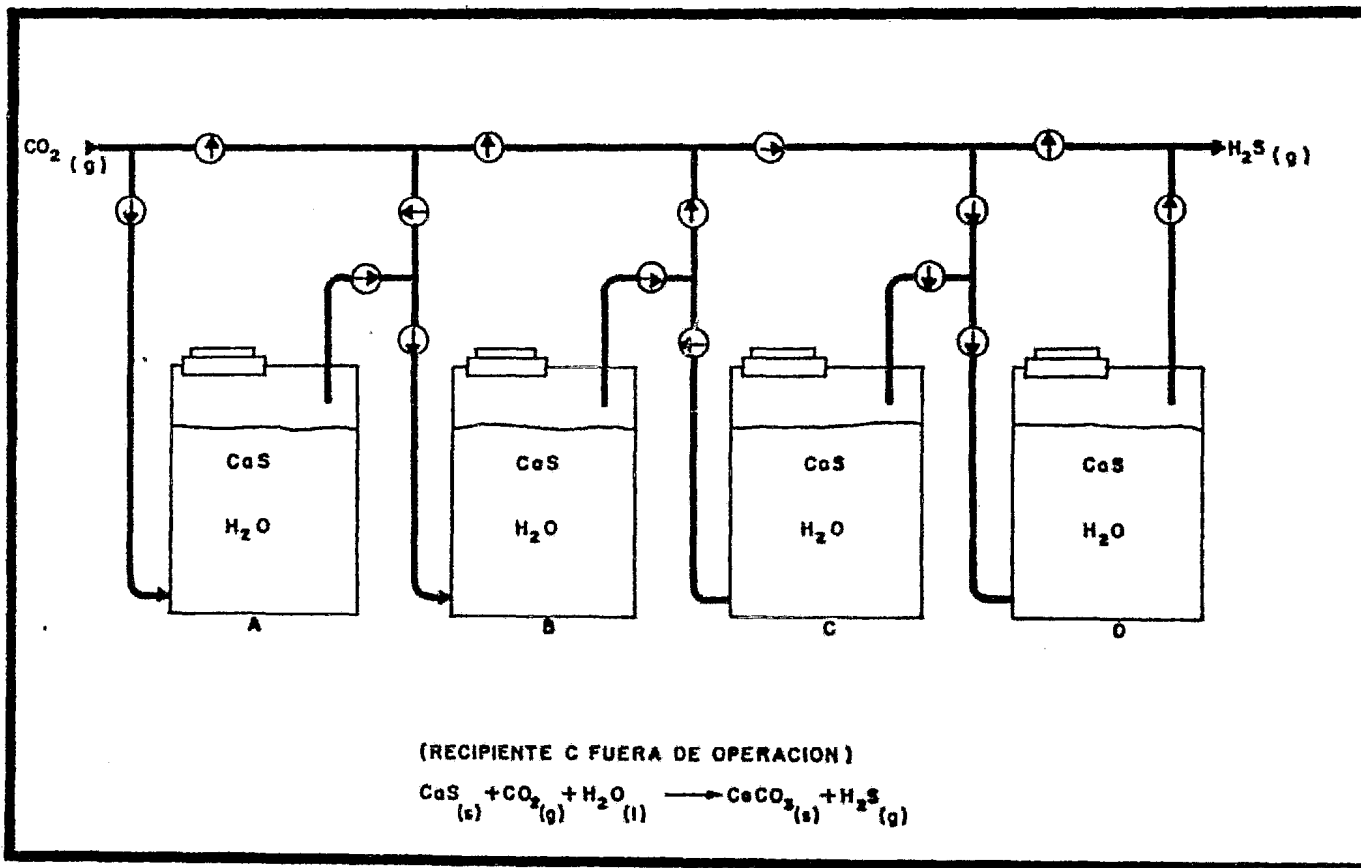 CO₂ (g)
H₂S (g)
CaS
H₂O
CaS
H₂O
CaS
H₂O
CaS
H₂O
A
B
C
D
(RECIPIENTE C FUERA DE OPERACION)
CaS(s) + CO₂(g) + H₂O(l) → CaCO₃(s) + H₂S(g)